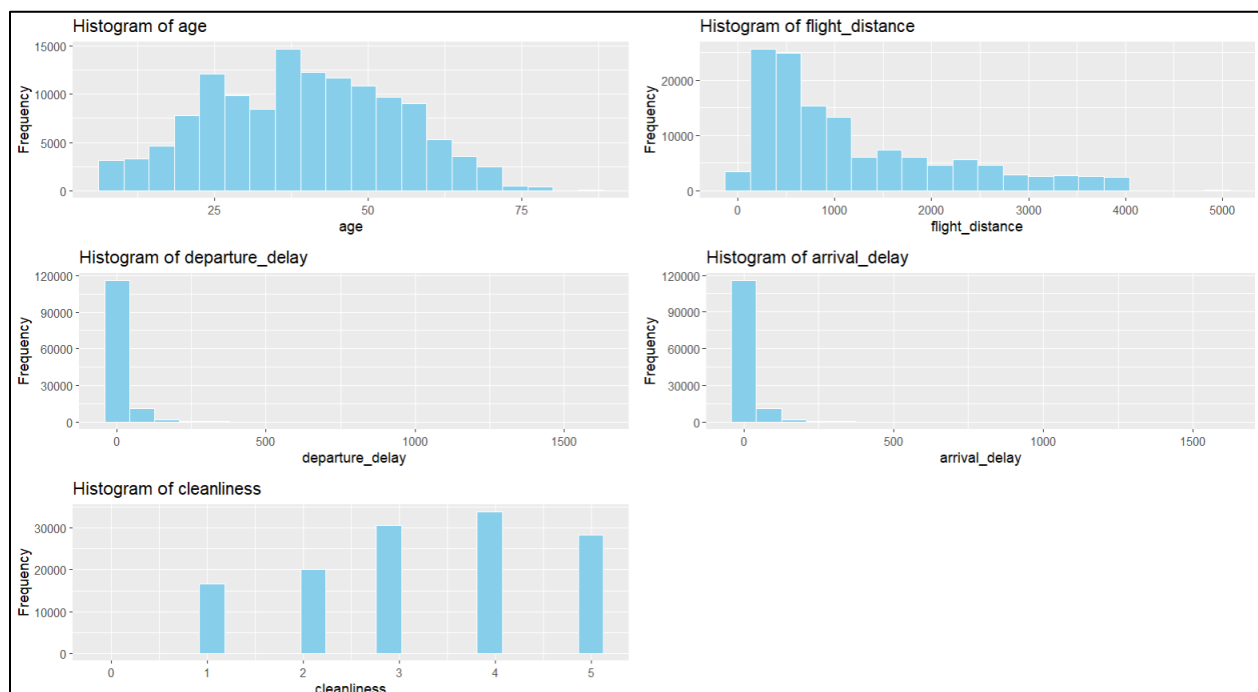 Histogram of age
Frequency
15000
10000
5000
0
25
50
75
age
Histogram of flight_distance
Frequency
20000
10000
0
0
1000
2000
3000
4000
5000
flight_distance
Histogram of departure_delay
Frequency
120000
90000
60000
30000
0
0
500
1000
1500
departure_delay
Histogram of arrival_delay
Frequency
120000
90000
60000
30000
0
0
500
1000
1500
arrival_delay
Histogram of cleanliness
Frequency
30000
20000
10000
0
0
1
2
3
4
5
cleanliness